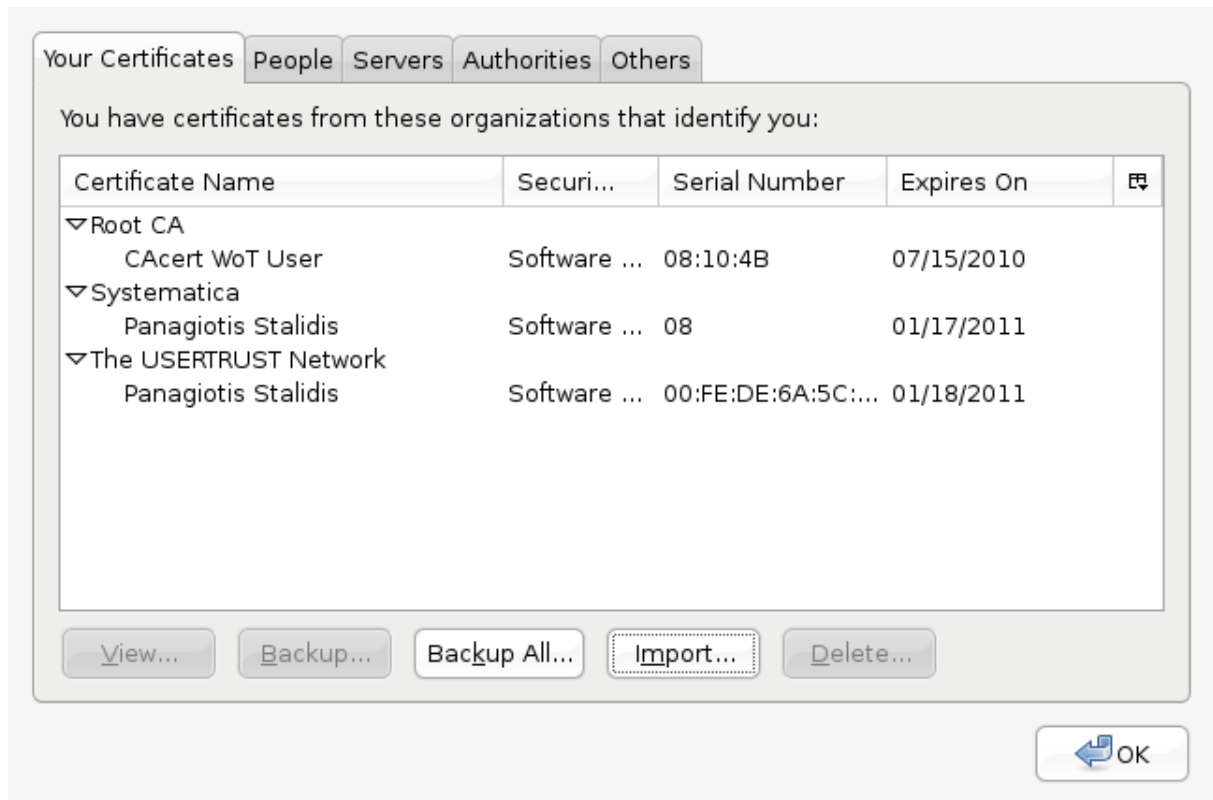 Your Certificates People Servers Authorities Others
You have certificates from these organizations that identify you:
Certificate Name Securi... Serial Number Expires On
Root CA
CAcert WoT User Software ... 08:10:4B 07/15/2010
Systematica
Panagiotis Stalidis Software ... 08 01/17/2011
The USERTRUST Network
Panagiotis Stalidis Software ... 00:FE:DE:6A:5C:... 01/18/2011
View... Backup... Backup All... Import... Delete...
OK